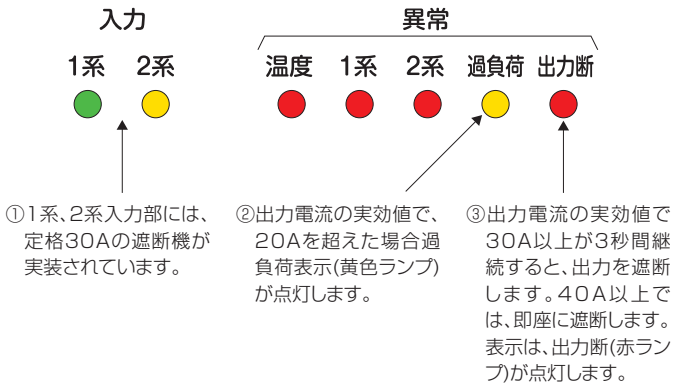 入力 異常
1系 2系 温度 1系 2系 過負荷 出力断
①1系、2系入力部には、
定格30Aの遮断機が
実装されています。
②出力電流の実効値で、
20Aを超えた場合過
負荷表示(黄色ランプ)
が点灯します。
③出力電流の実効値で
30A以上が3秒間継
続すると、出力を遮断
します。40A以上で
は、即座に遮断します。
表示は、出力断(赤ラン
プ)が点灯します。